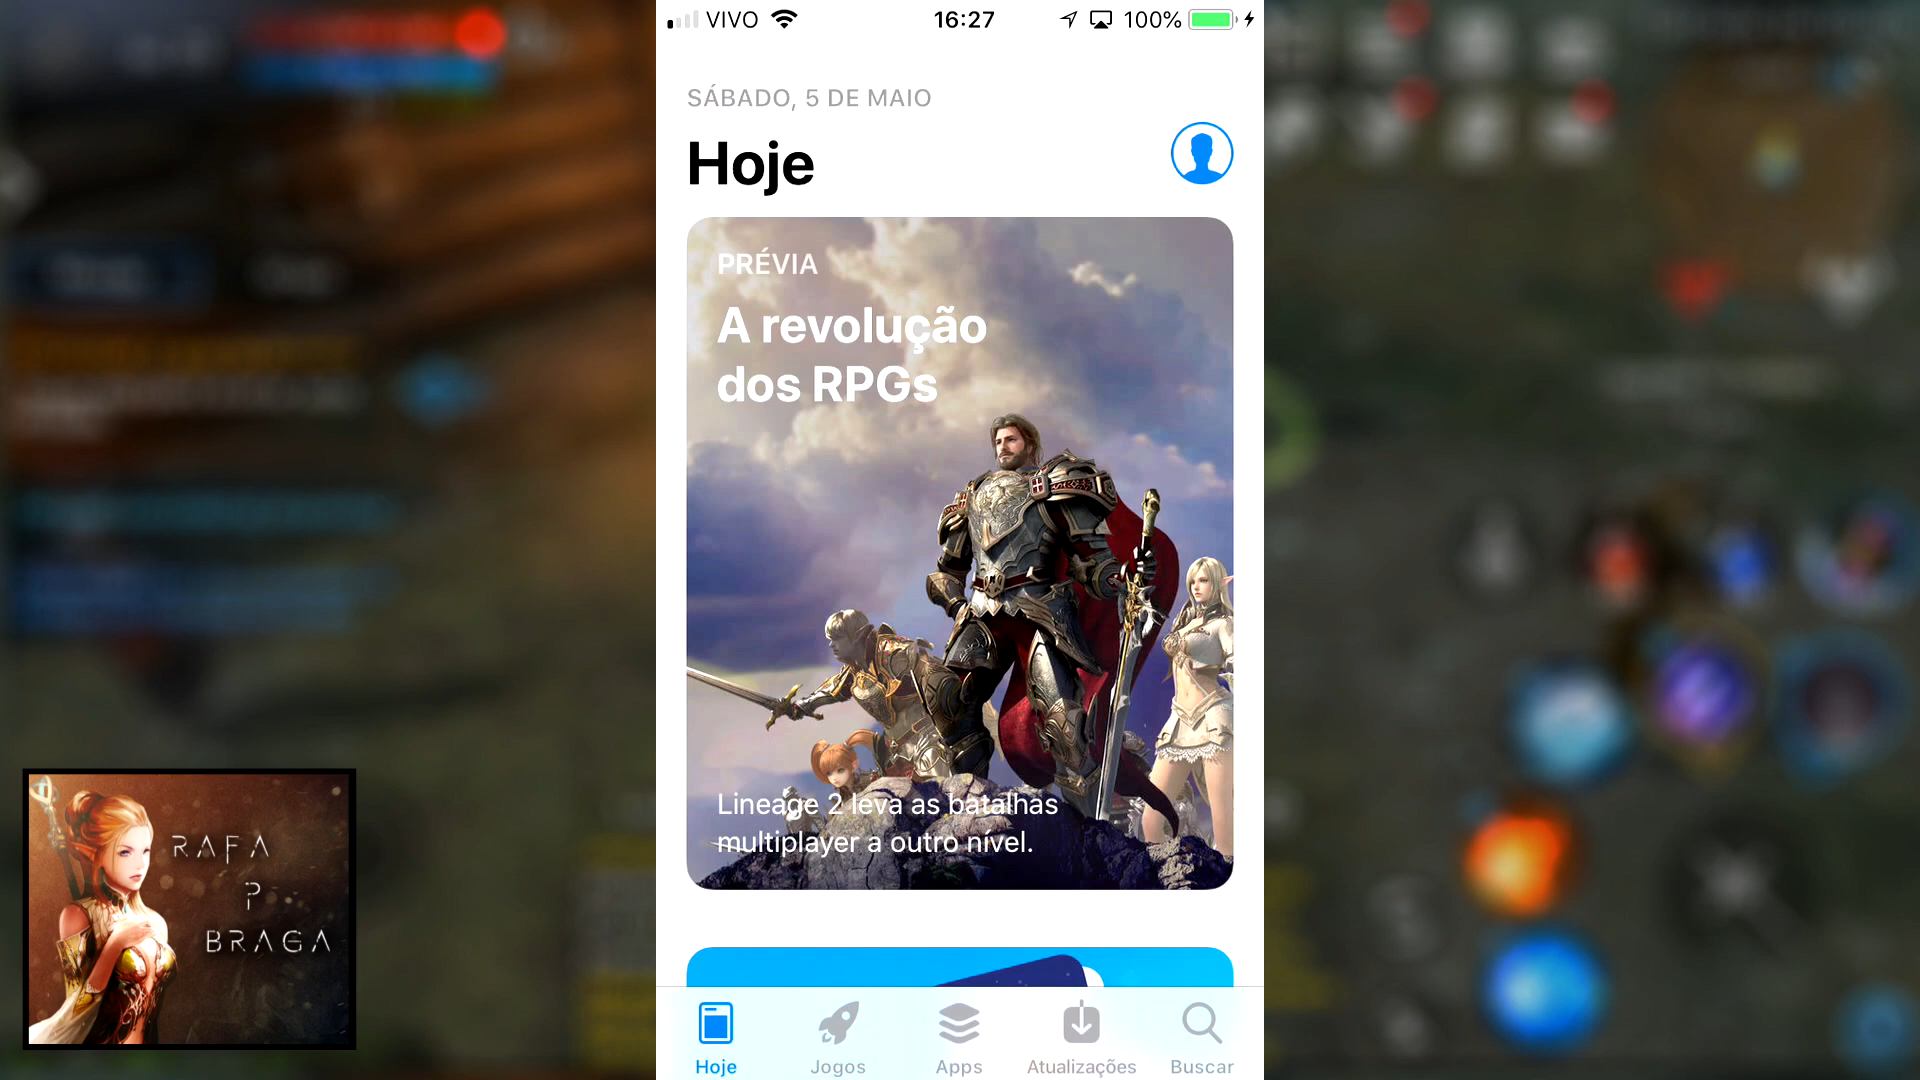 VIVO 16:27 100%
SÁBADO, 5 DE MAIO
Hoje
PRÉVIA
A revolução
dos RPGs
Lineage 2 leva as batalhas
multiplayer a outro nível.
Hoje Jogos Apps Atualizações Buscar
RAFA
P
BRAGA